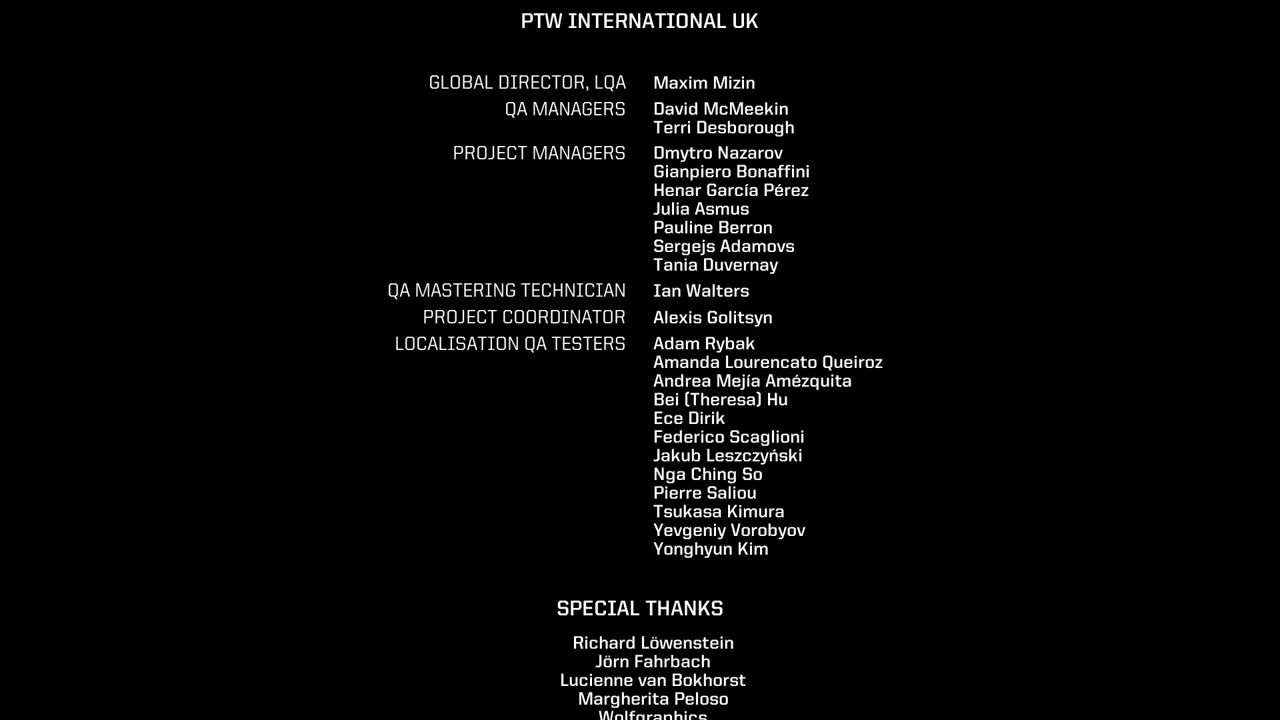 PTW INTERNATIONAL UK
GLOBAL DIRECTOR, LQA Maxim Mizin
QA MANAGERS David McMeekin
Terri Desborough
PROJECT MANAGERS Dmytro Nazarov
Gianpiero Bonaffini
Henar García Pérez
Julia Asmus
Pauline Berron
Sergejs Adamovs
Tania Duvernay
QA MASTERING TECHNICIAN Ian Walters
PROJECT COORDINATOR Alexis Golitsyn
LOCALISATION QA TESTERS Adam Rybak
Amanda Lourencato Queiroz
Andrea Mejía Amézquita
Bei (Theresa) Hu
Ece Dirik
Federico Scaglioni
Jakub Leszczyński
Nga Ching So
Pierre Saliou
Tsukasa Kimura
Yevgeniy Vorobyov
Yonghyun Kim
SPECIAL THANKS
Richard Löwenstein
Jörn Fahrbach
Lucienne van Bokhorst
Margherita Peloso
Wolfgraphics